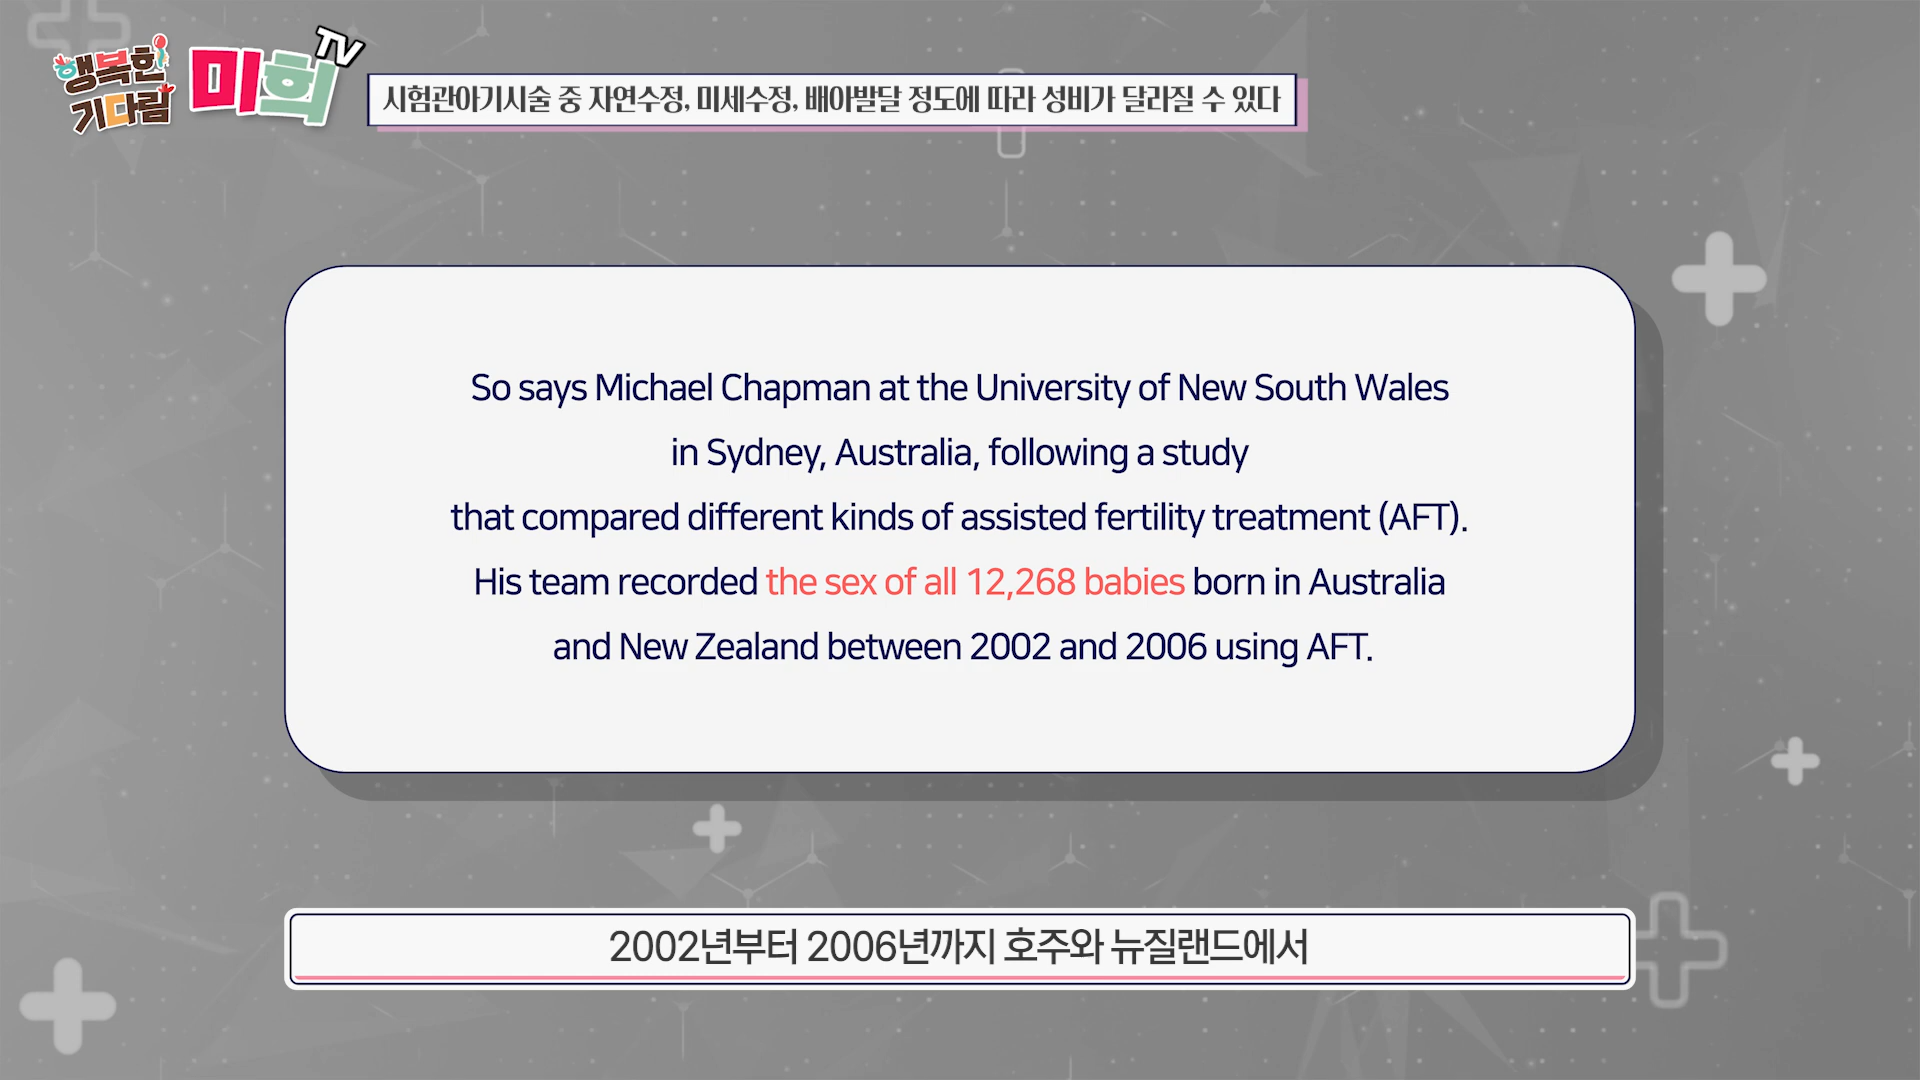 행복한
기다림
미희TV
시험관아기시술 중 자연수정, 미세수정, 배아발달 정도에 따라 성비가 달라질 수 있다
So says Michael Chapman at the University of New South Wales
in Sydney, Australia, following a study
that compared different kinds of assisted fertility treatment (AFT).
His team recorded the sex of all 12,268 babies born in Australia
and New Zealand between 2002 and 2006 using AFT.
2002년부터 2006년까지 호주와 뉴질랜드에서